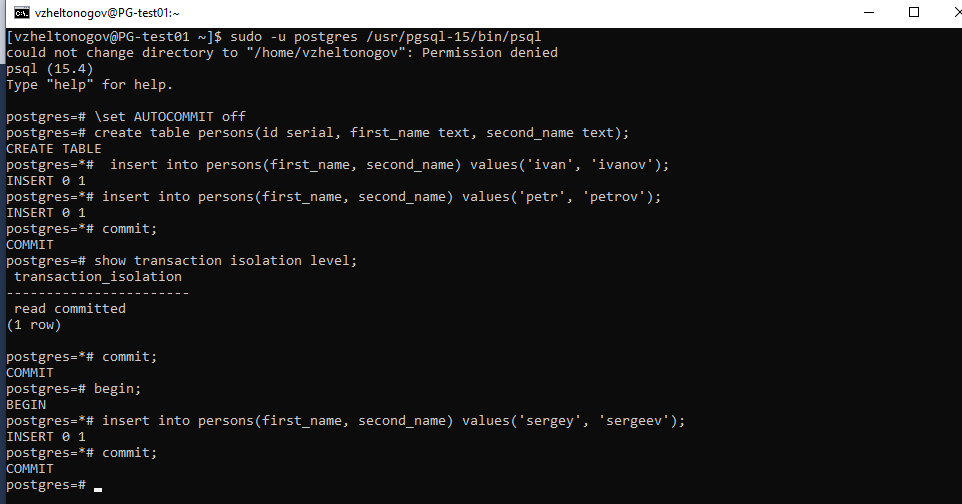 vzheltonogov@PG-test01:~
[vzheltonogov@PG-test01 ~]$ sudo -u postgres /usr/pgsql-15/bin/psql
could not change directory to "/home/vzheltonogov": Permission denied
psql (15.4)
Type "help" for help.

postgres=# \set AUTOCOMMIT off
postgres=# create table persons(id serial, first_name text, second_name text);
CREATE TABLE
postgres=*#  insert into persons(first_name, second_name) values('ivan', 'ivanov');
INSERT 0 1
postgres=*# insert into persons(first_name, second_name) values('petr', 'petrov');
INSERT 0 1
postgres=*# commit;
COMMIT
postgres=# show transaction isolation level;
 transaction_isolation
-----------------------
 read committed
(1 row)

postgres=*# commit;
COMMIT
postgres=# begin;
BEGIN
postgres=*# insert into persons(first_name, second_name) values('sergey', 'sergeev');
INSERT 0 1
postgres=*# commit;
COMMIT
postgres=#